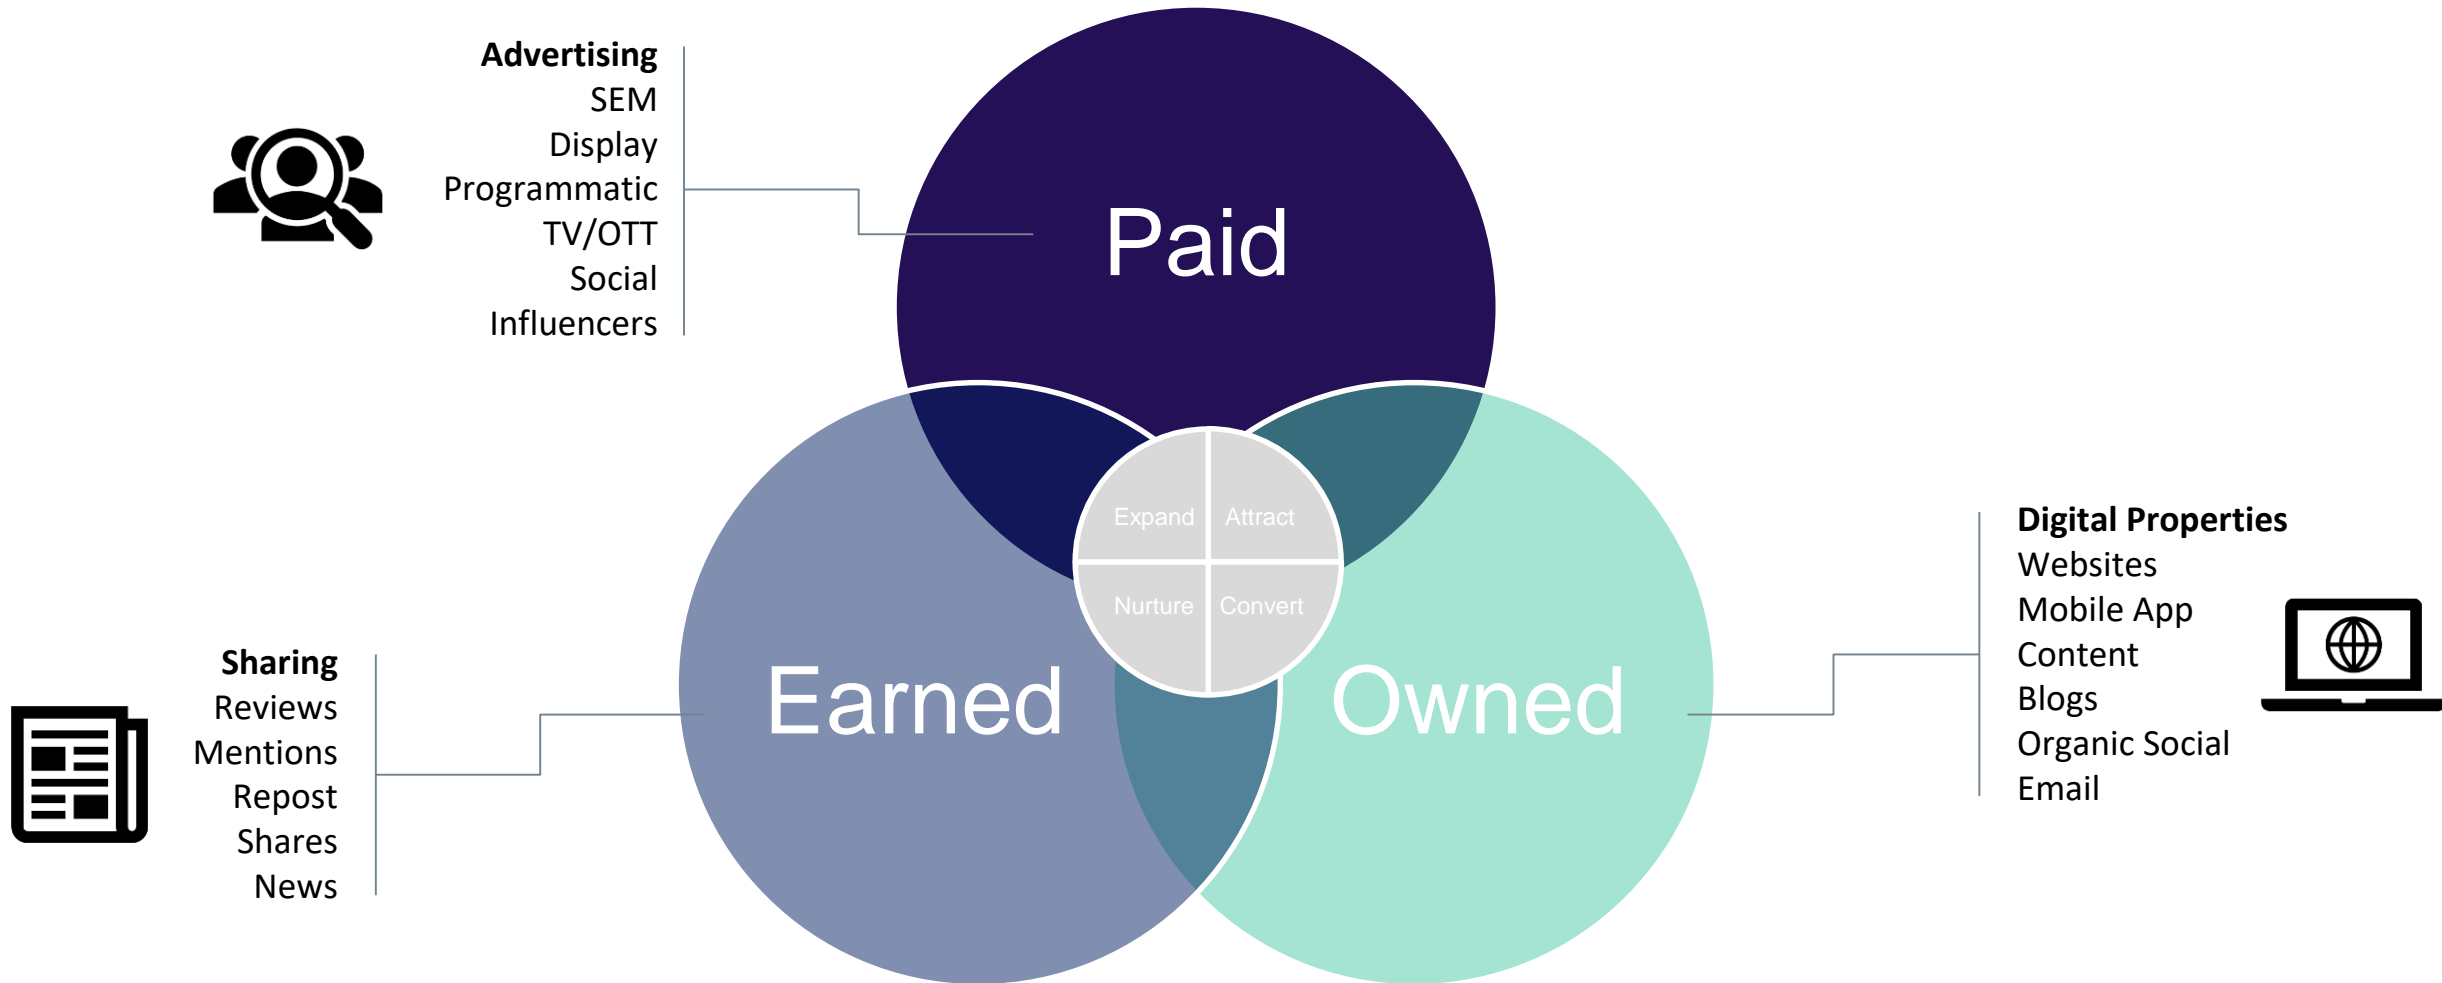 Advertising
SEM
Display
Programmatic
TV/OTT
Social
Influencers
Paid
Expand
Attract
Nurture
Convert
Earned
Owned
Sharing
Reviews
Mentions
Repost
Shares
News
Digital Properties
Websites
Mobile App
Content
Blogs
Organic Social
Email